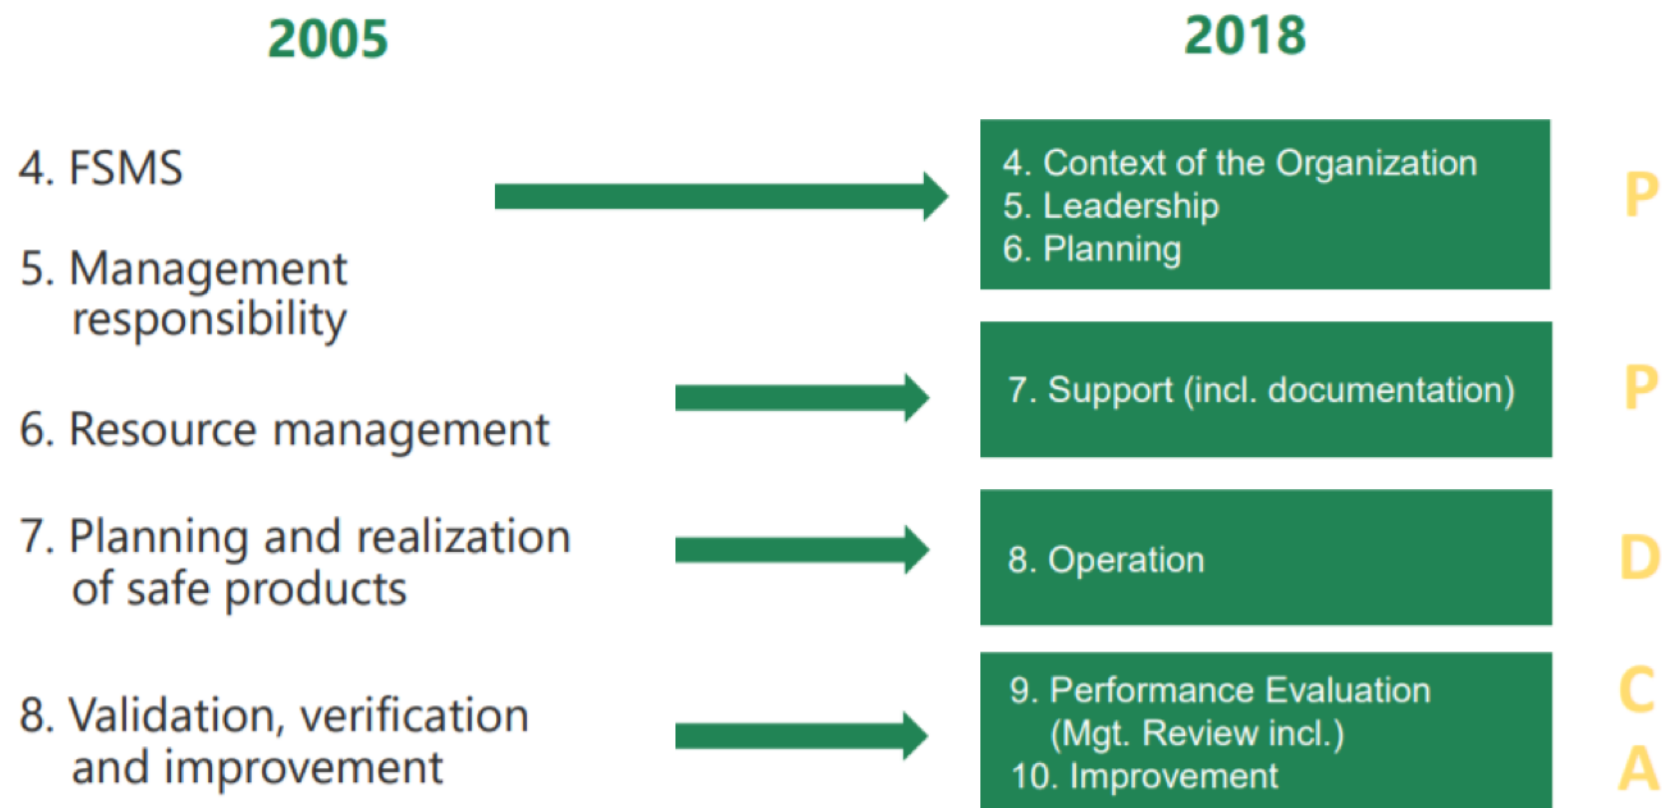 2005
2018
4. FSMS
5. Management
responsibility
6. Resource management
7. Planning and realization
of safe products
8. Validation, verification
and improvement
4. Context of the Organization
5. Leadership
6. Planning
P
7. Support (incl. documentation)
P
8. Operation
D
9. Performance Evaluation
(Mgt. Review incl.)
10. Improvement
C
A